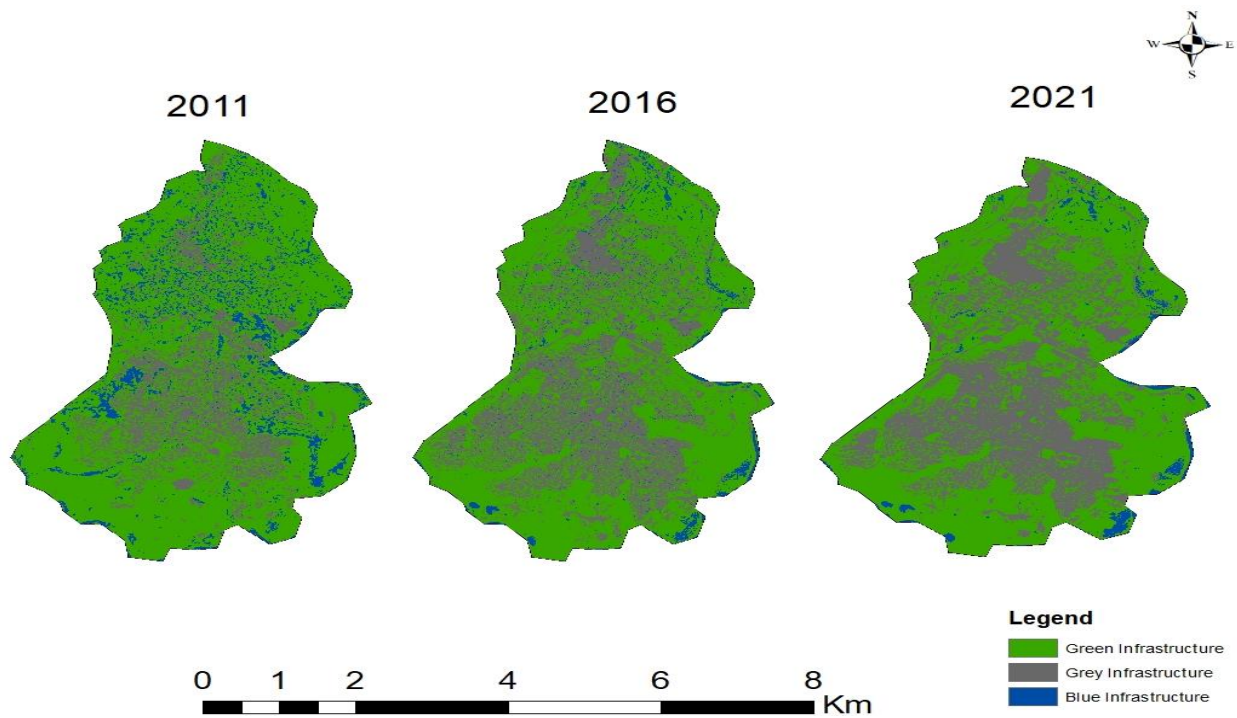 N
W E
S
2011 2016 2021
Legend
Green Infrastructure
Grey Infrastructure
Blue Infrastructure
0 1 2 4 6 8
Km